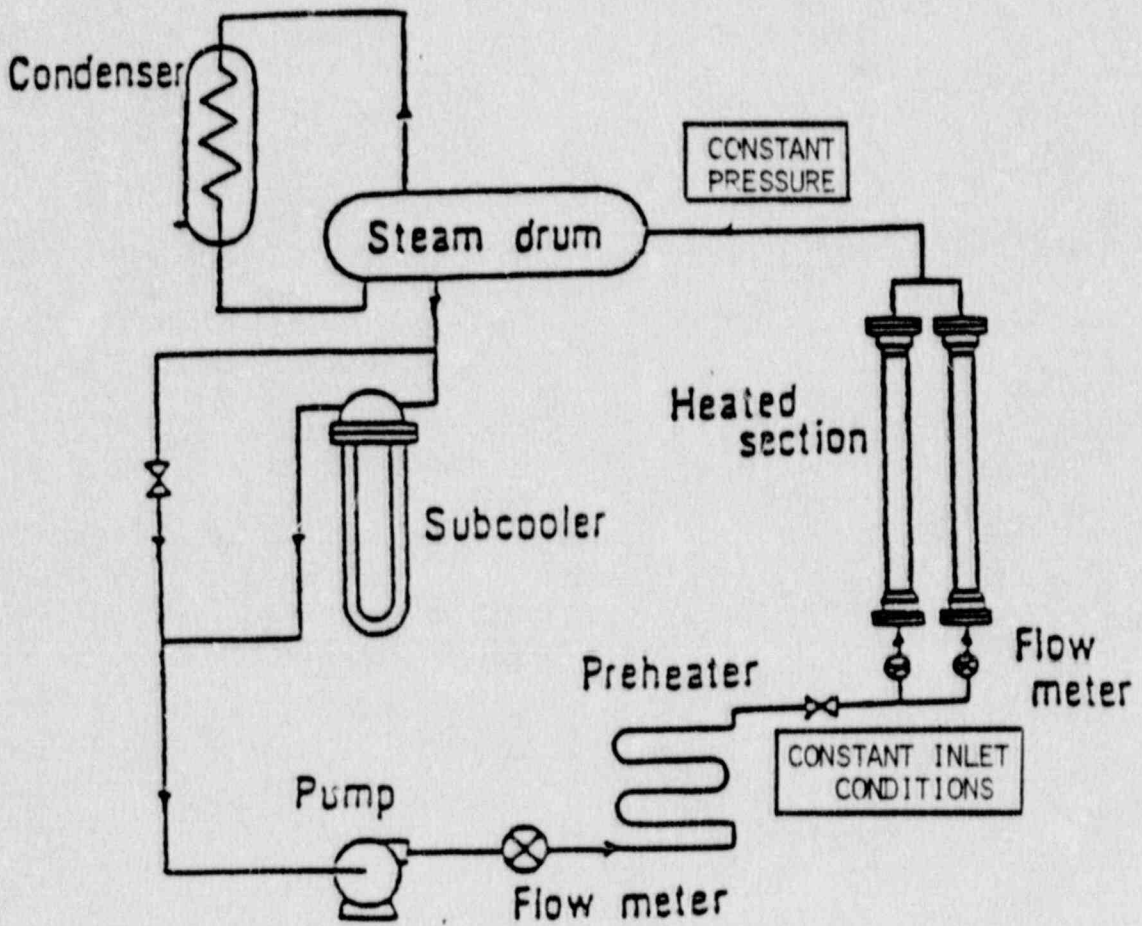 Condenser
CONSTANT
PRESSURE
Steam drum
Heated
section
Subcooler
Preheater
Flow
meter
CONSTANT INLET
CONDITIONS
Pump
Flow meter